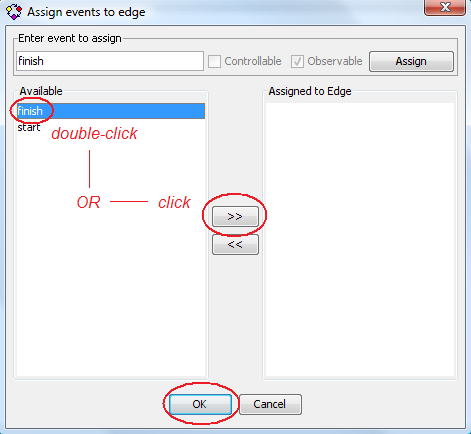 Assign events to edge
Enter event to assign
finish
Controllable
Observable
Assign
Available
Assigned to Edge
finish
start
double-click
OR
click
>>
<<
OK
Cancel